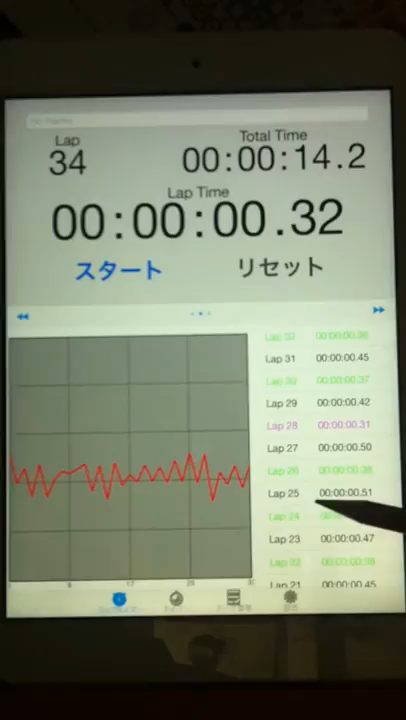 Lap
Total Time
34
00:00:14.2
Lap Time
00:00:00.32
スタート
リセット
Lap 32 00:00:00.36
Lap 31 00:00:00.45
Lap 30 00:00:00.37
Lap 29 00:00:00.42
Lap 28 00:00:00.31
Lap 27 00:00:00.50
Lap 26 00:00:00.38
Lap 25 00:00:00.51
Lap 24
Lap 23 00:00:00.47
Lap 22
Lap 21 00:00:00.45
9 17